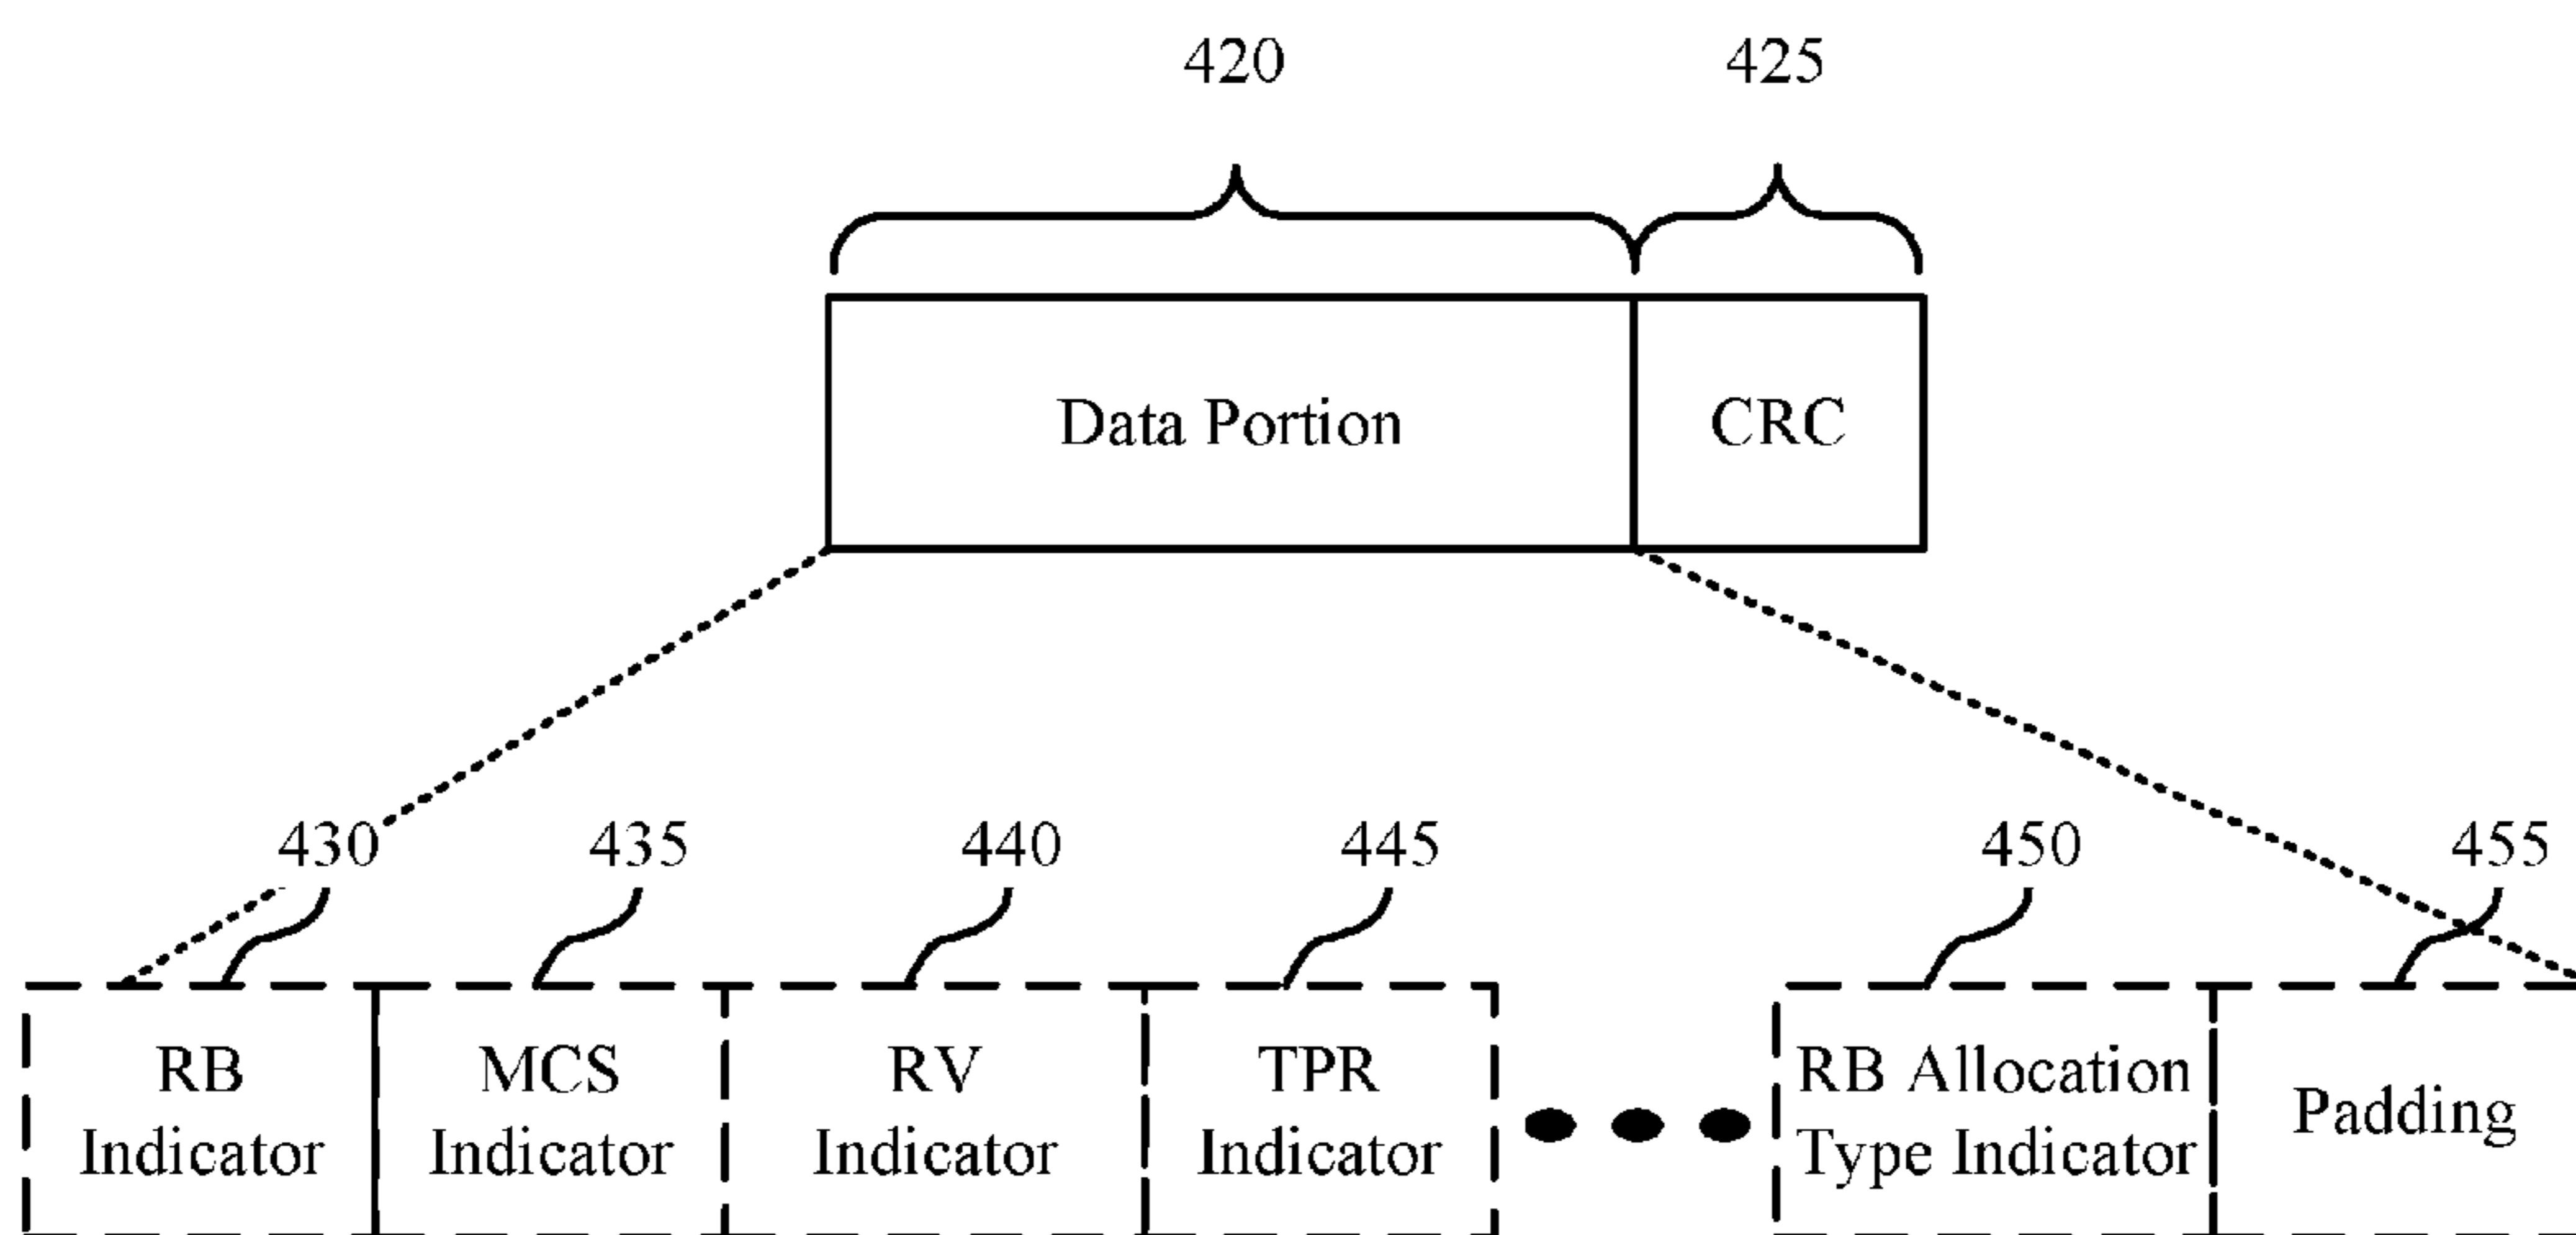 420 425
Data Portion CRC
430 435 440 445 450 455
RB Indicator MCS Indicator RV Indicator TPR Indicator RB Allocation Type Indicator Padding